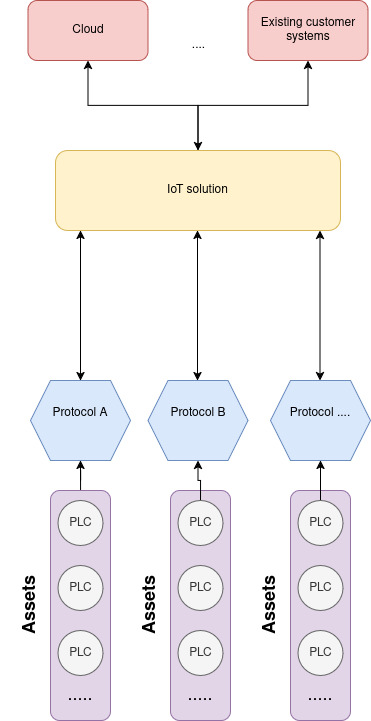 Cloud
....
Existing customer
systems
IoT solution
Protocol A
Protocol B
Protocol ....
Assets
PLC
PLC
PLC
.....
Assets
PLC
PLC
PLC
.....
Assets
PLC
PLC
PLC
.....